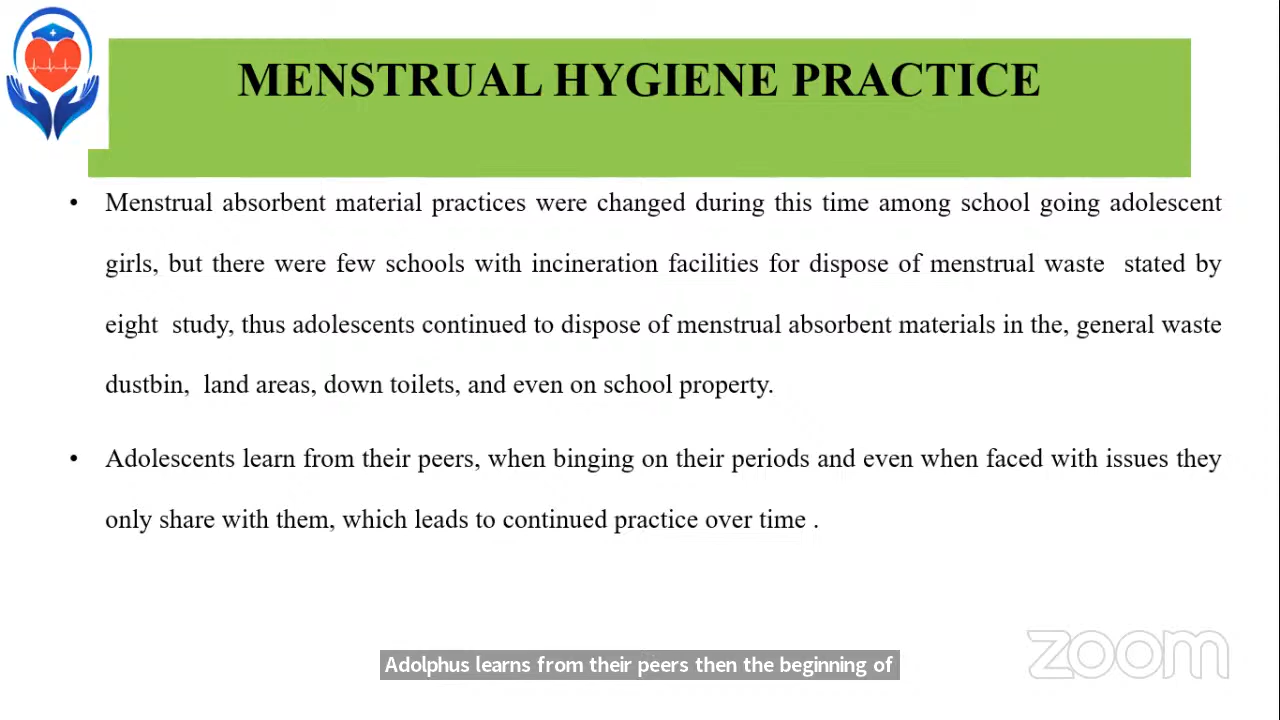 MENSTRUAL HYGIENE PRACTICE
• Menstrual absorbent material practices were changed during this time among school going adolescent
girls, but there were few schools with incineration facilities for dispose of menstrual waste stated by
eight study, thus adolescents continued to dispose of menstrual absorbent materials in the, general waste
dustbin, land areas, down toilets, and even on school property.
• Adolescents learn from their peers, when binging on their periods and even when faced with issues they
only share with them, which leads to continued practice over time .
Adolphus learns from their peers then the beginning of
zoom